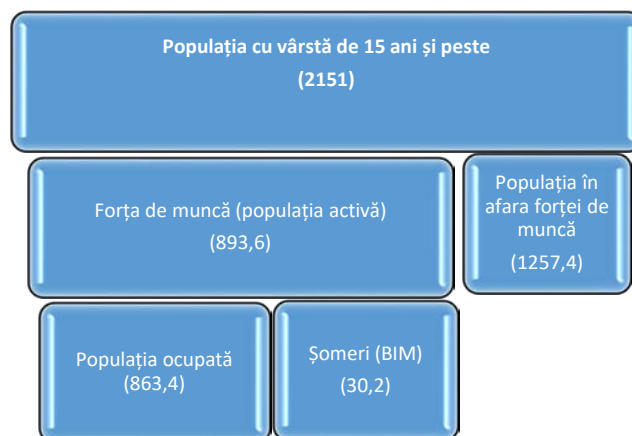 Populația cu vârstă de 15 ani și peste
(2151)
Forța de muncă (populația activă)
(893,6)
Populația în
afara forței de
muncă
(1257,4)
Populația ocupată
(863,4)
Șomeri (BIM)
(30,2)